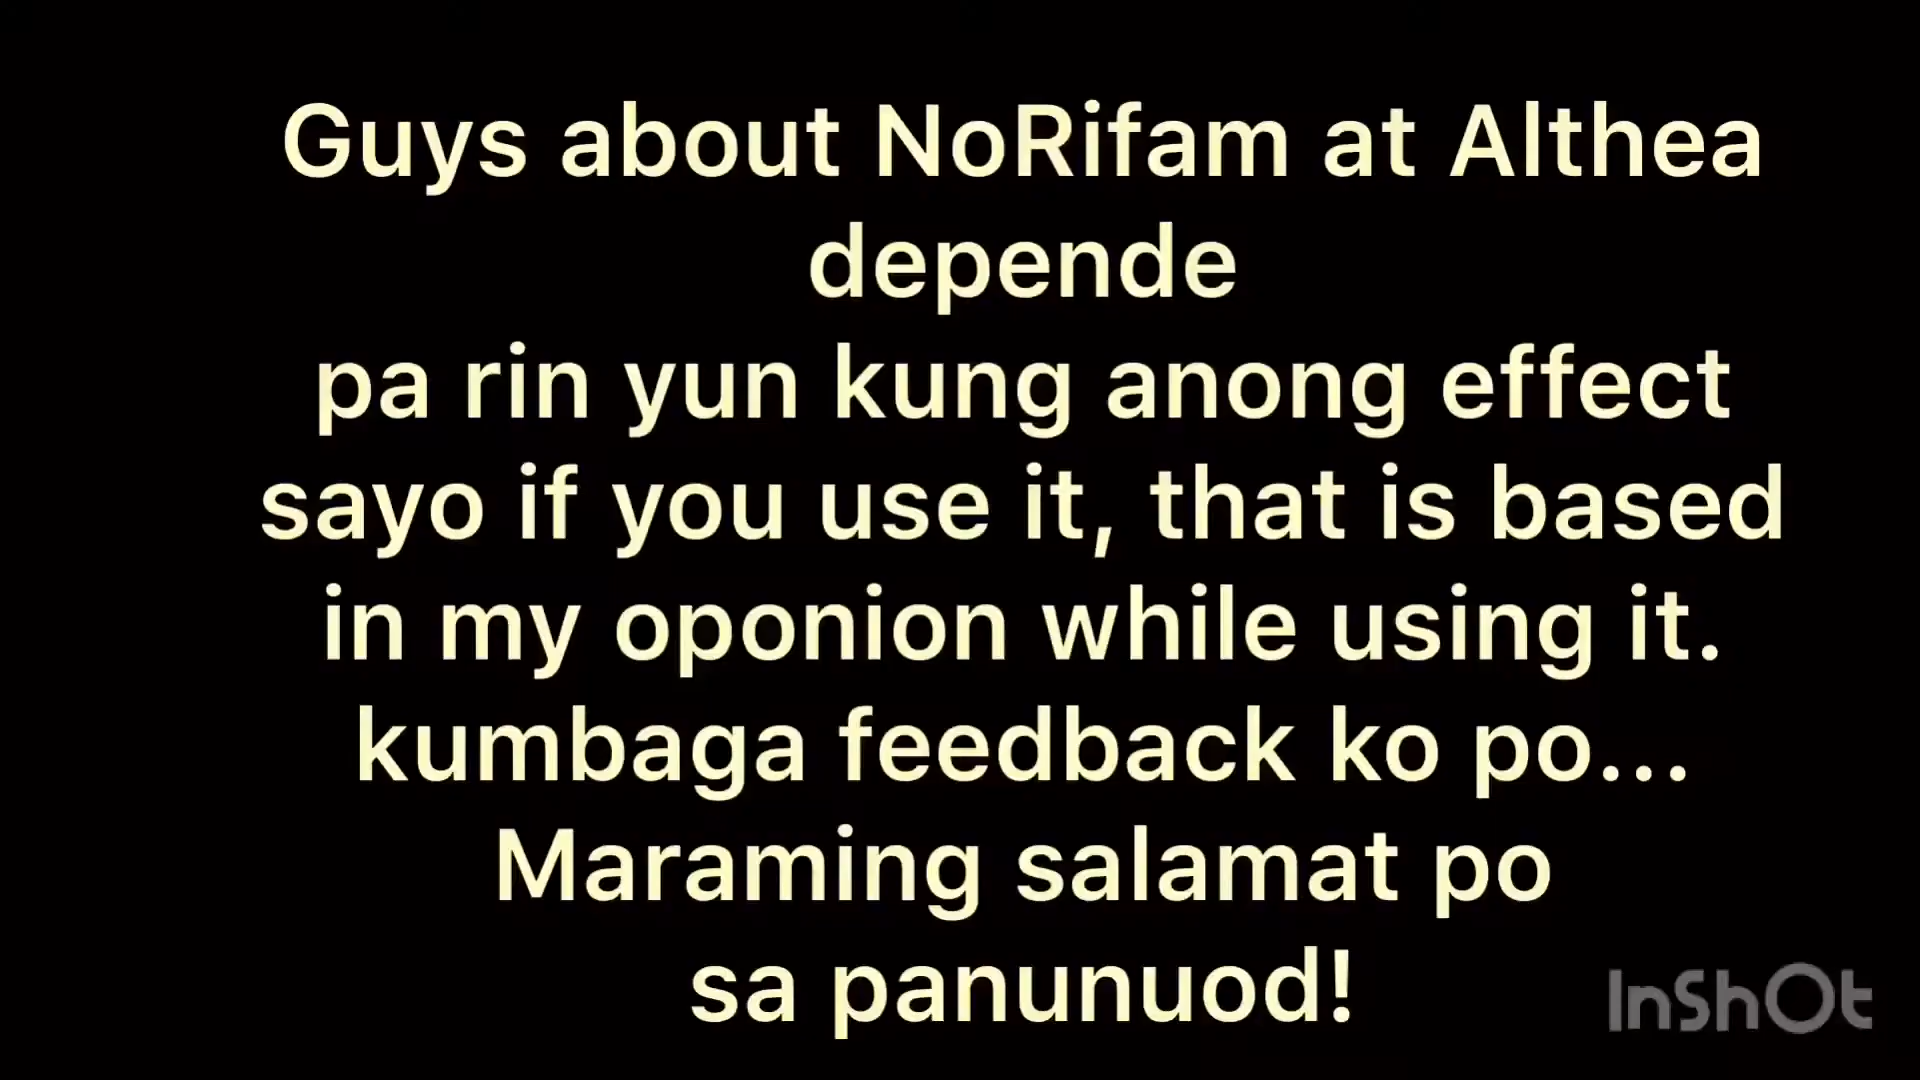 Guys about NoRifam at Althea
depende
pa rin yun kung anong effect
sayo if you use it, that is based
in my oponion while using it.
kumbaga feedback ko po...
Maraming salamat po
sa panunuod!
InShOt